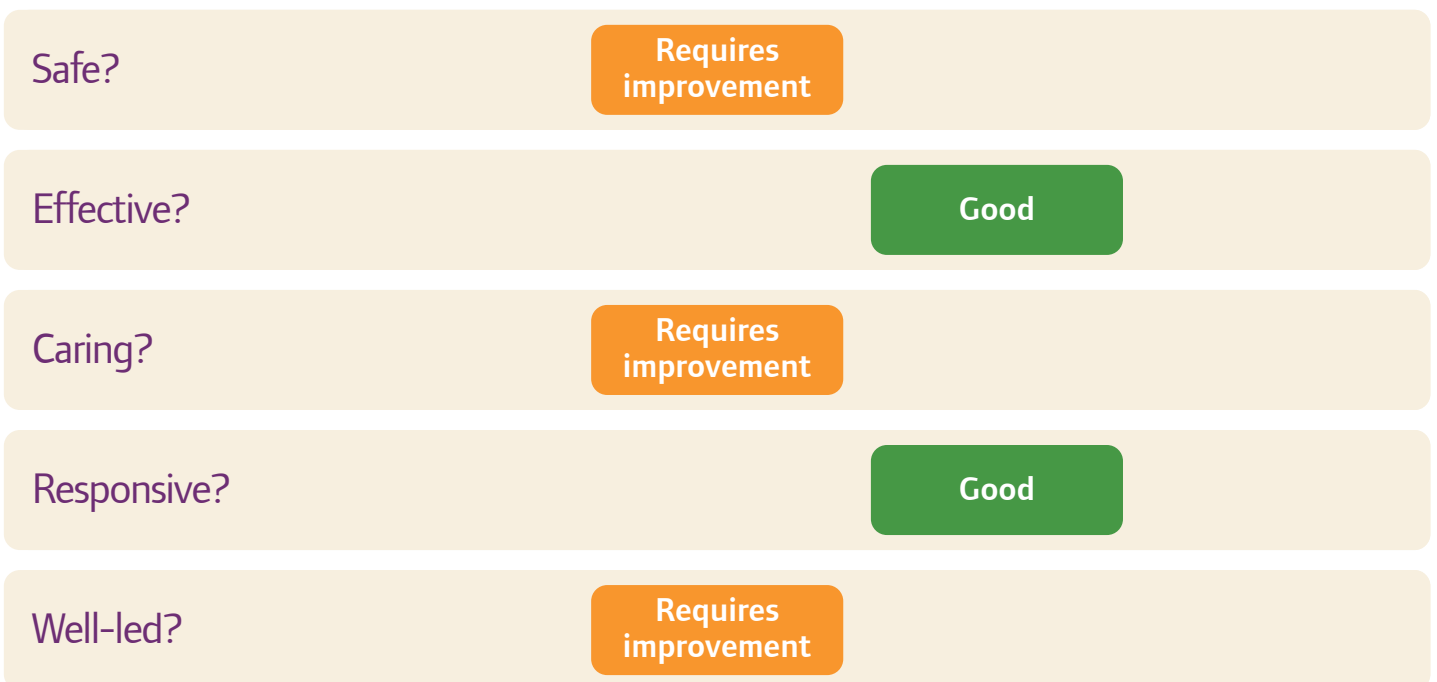 Safe?
Requires
improvement
Effective?
Good
Caring?
Requires
improvement
Responsive?
Good
Well-led?
Requires
improvement